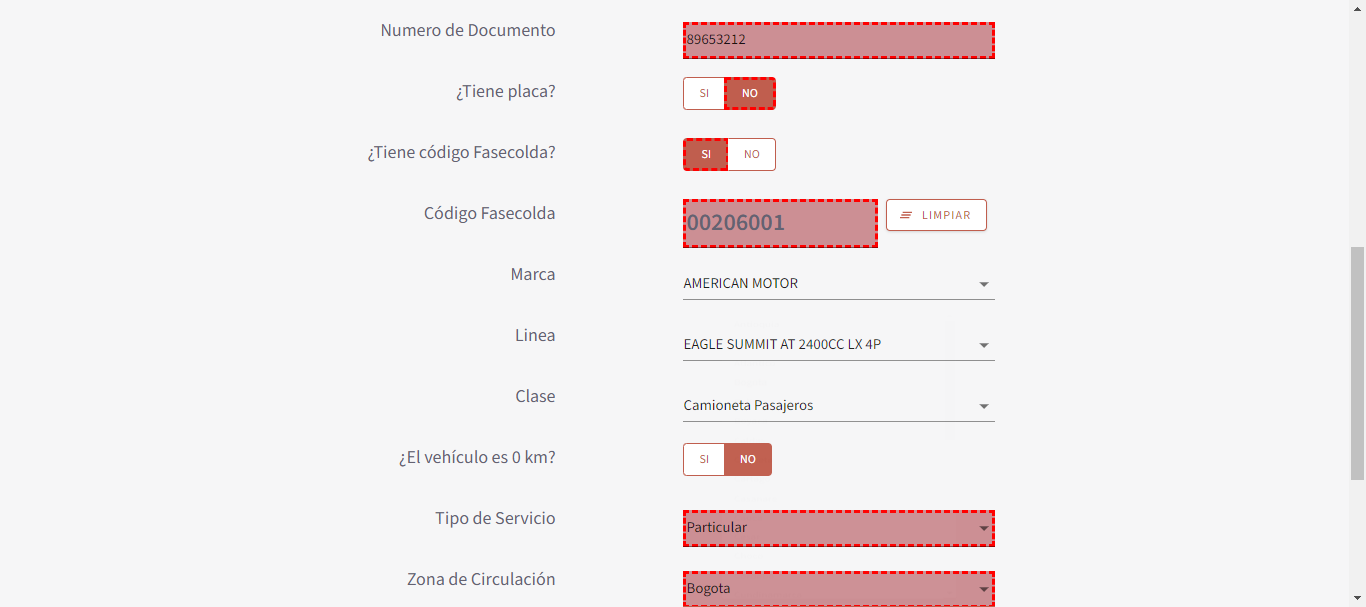 Numero de Documento 89653212
¿Tiene placa? SI NO
¿Tiene código Fasecolda? SI NO
Código Fasecolda 00206001 LIMPIAR
Marca AMERICAN MOTOR
Linea EAGLE SUMMIT AT 2400CC LX 4P
Clase Camioneta Pasajeros
¿El vehículo es 0 km? SI NO
Tipo de Servicio Particular
Zona de Circulación Bogota